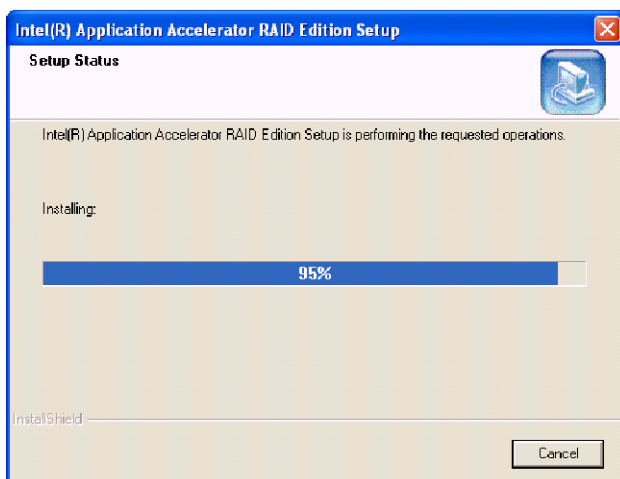 Intel(R) Application Accelerator RAID Edition Setup
Setup Status
Intel(R) Application Accelerator RAID Edition Setup is performing the requested operations.
Installing:
95%
InstallShield
Cancel